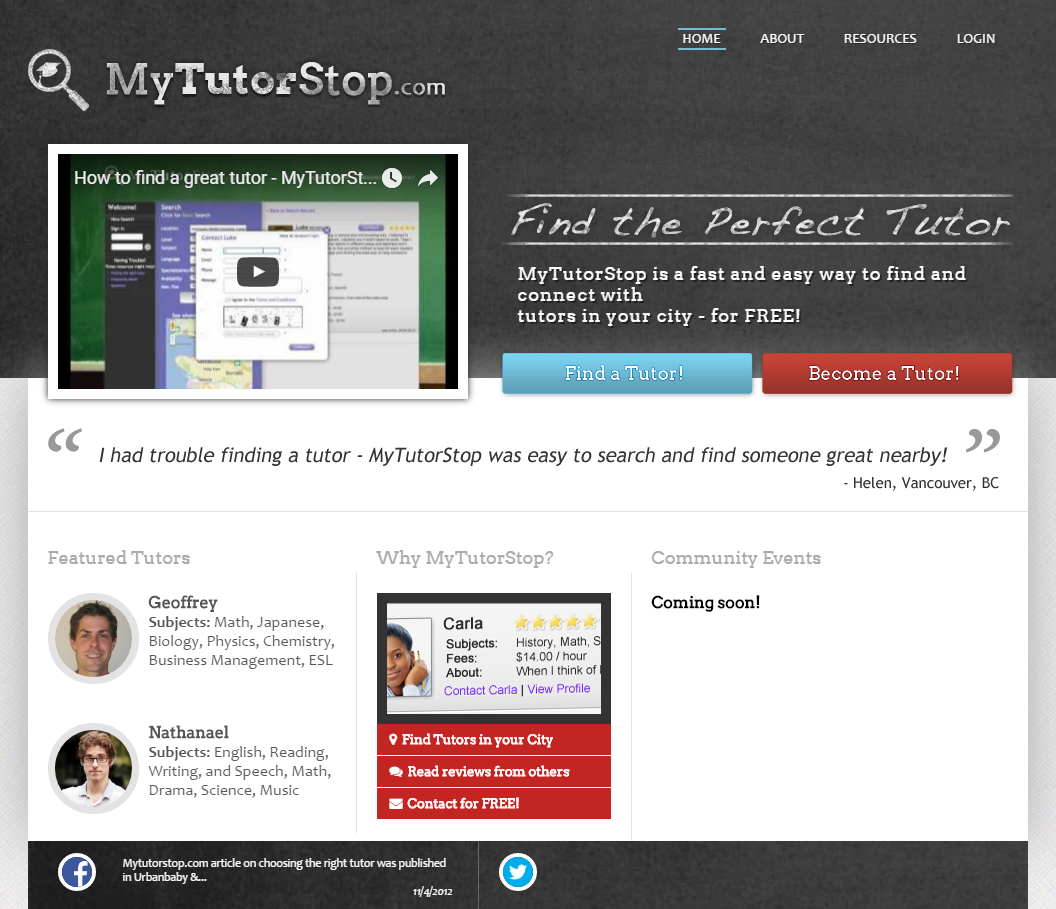 HOME ABOUT RESOURCES LOGIN
MyTutorStop.com
How to find a great tutor - MyTutorSt...
Welcome!
Search
Contact Luke
Find the Perfect Tutor
MyTutorStop is a fast and easy way to find and
connect with
tutors in your city - for FREE!
Find a Tutor!
Become a Tutor!
“ I had trouble finding a tutor - MyTutorStop was easy to search and find someone great nearby! ”
- Helen, Vancouver, BC
Featured Tutors
Geoffrey
Subjects: Math, Japanese,
Biology, Physics, Chemistry,
Business Management, ESL
Nathanael
Subjects: English, Reading,
Writing, and Speech, Math,
Drama, Science, Music
Why MyTutorStop?
Carla
Subjects: History, Math, S
Fees: $14.00 / hour
About: When I think of
Contact Carla | View Profile
Find Tutors in your City
Read reviews from others
Contact for FREE!
Community Events
Coming soon!
Mytutorstop.com article on choosing the right tutor was published
in Urbanbaby &...
11/4/2012